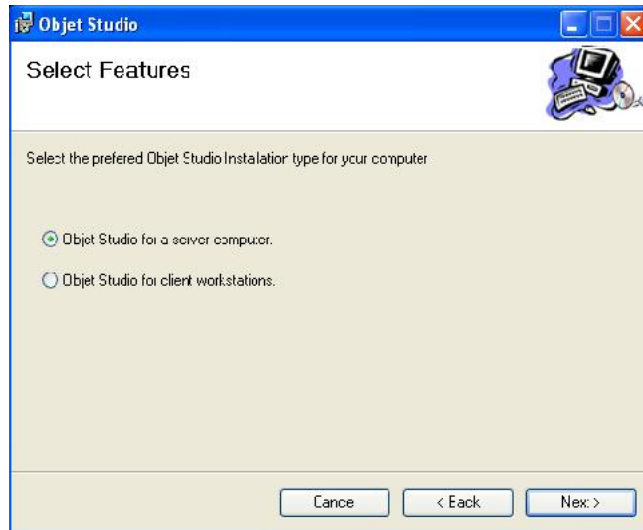 Objet Studio
Select Features
Select the prefered Objet Studio Instalation type for your computer
Objet Studio for a server computer.
Objet Studio for client workstations.
Cancel
< Back
Next >